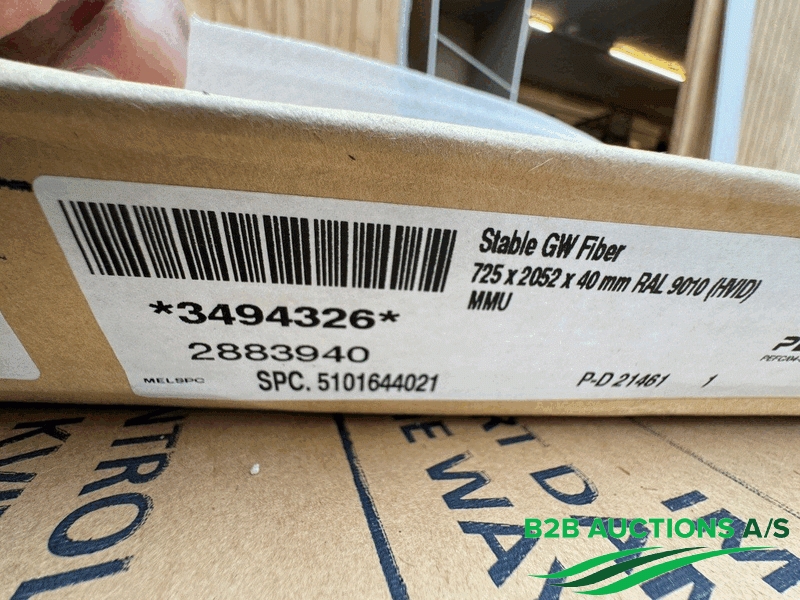 Stable GW Fiber
725 x 2052 x 40 mm RAL 9010 (HVID)
MMU
*3494326*
2883940
MELSPC SPC. 5101644021
P-D 21461 1
B2B AUCTIONS A/S